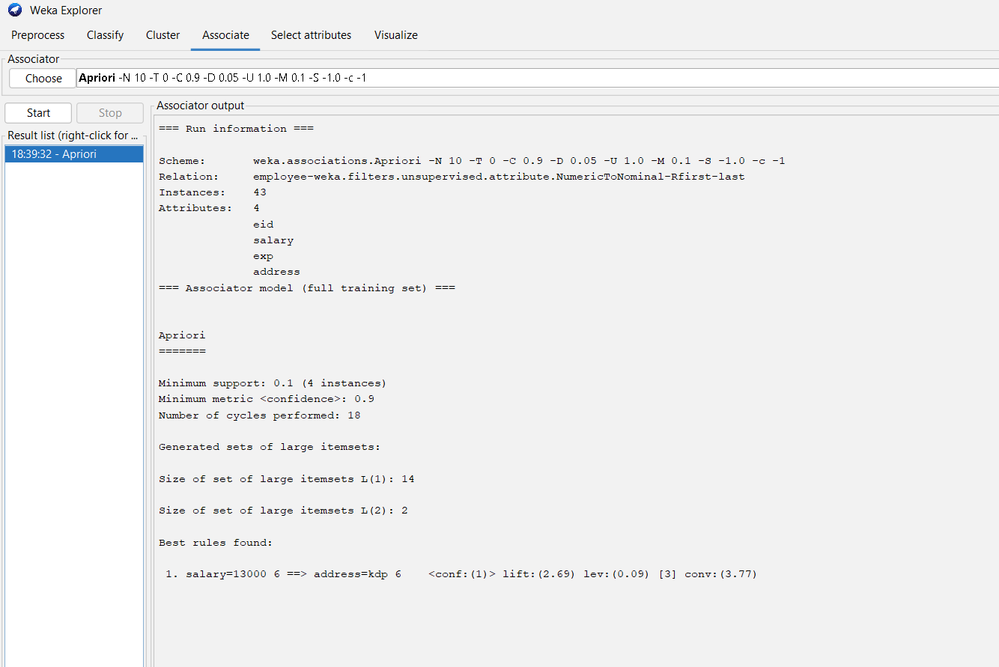 Weka Explorer
Preprocess Classify Cluster Associate Select attributes Visualize
Associator
Choose Apriori -N 10 -T 0 -C 0.9 -D 0.05 -U 1.0 -M 0.1 -S -1.0 -c -1
Start Stop
Result list (right-click for ...
18:39:32 - Apriori
Associator output
=== Run information ===
Scheme: weka.associations.Apriori -N 10 -T 0 -C 0.9 -D 0.05 -U 1.0 -M 0.1 -S -1.0 -c -1
Relation: employee-weka.filters.unsupervised.attribute.NumericToNominal-Rfirst-last
Instances: 43
Attributes: 4
eid
salary
exp
address
=== Associator model (full training set) ===
Apriori
=======
Minimum support: 0.1 (4 instances)
Minimum metric <confidence>: 0.9
Number of cycles performed: 18
Generated sets of large itemsets:
Size of set of large itemsets L(1): 14
Size of set of large itemsets L(2): 2
Best rules found:
1. salary=13000 6 ==> address=kdp 6 <conf:(1)> lift:(2.69) lev:(0.09) [3] conv:(3.77)